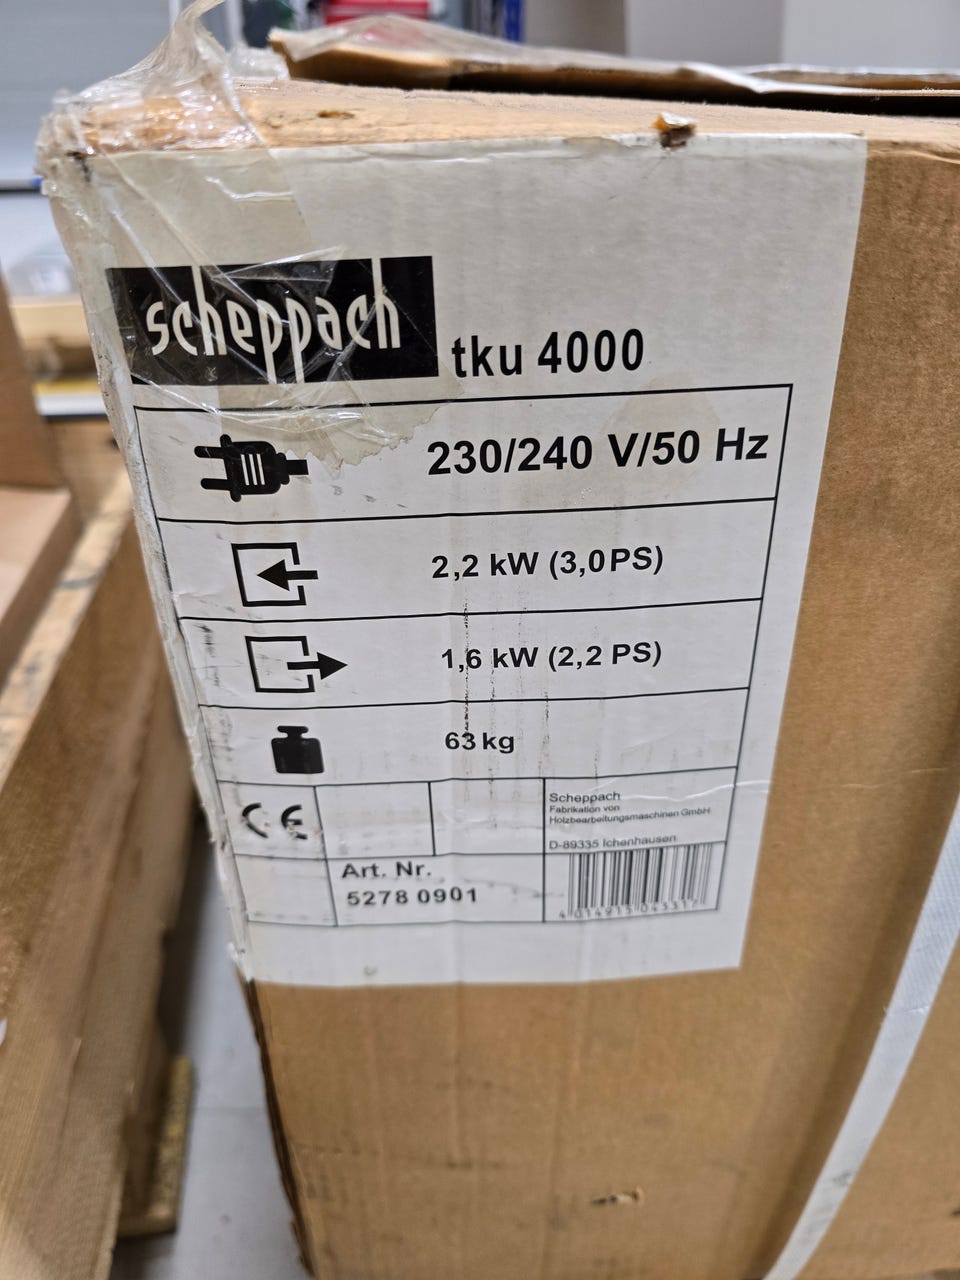 scheppach
tku 4000
230/240 V/50 Hz
2,2 kW (3,0PS)
1,6 kW (2,2 PS)
63 kg
CE
Scheppach
Fabrikation von
Holzbearbeitungsmaschinen GmbH
D-89335 Ichenhausen
Art. Nr.
5278 0901